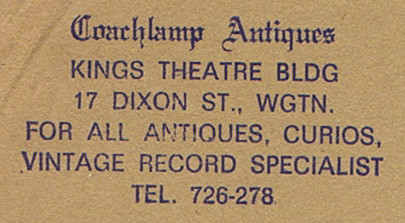 Coachlamp Antiques
KINGS THEATRE BLDG
17 DIXON ST., WGTN.
FOR ALL ANTIQUES, CURIOS,
VINTAGE RECORD SPECIALIST
TEL. 726-278